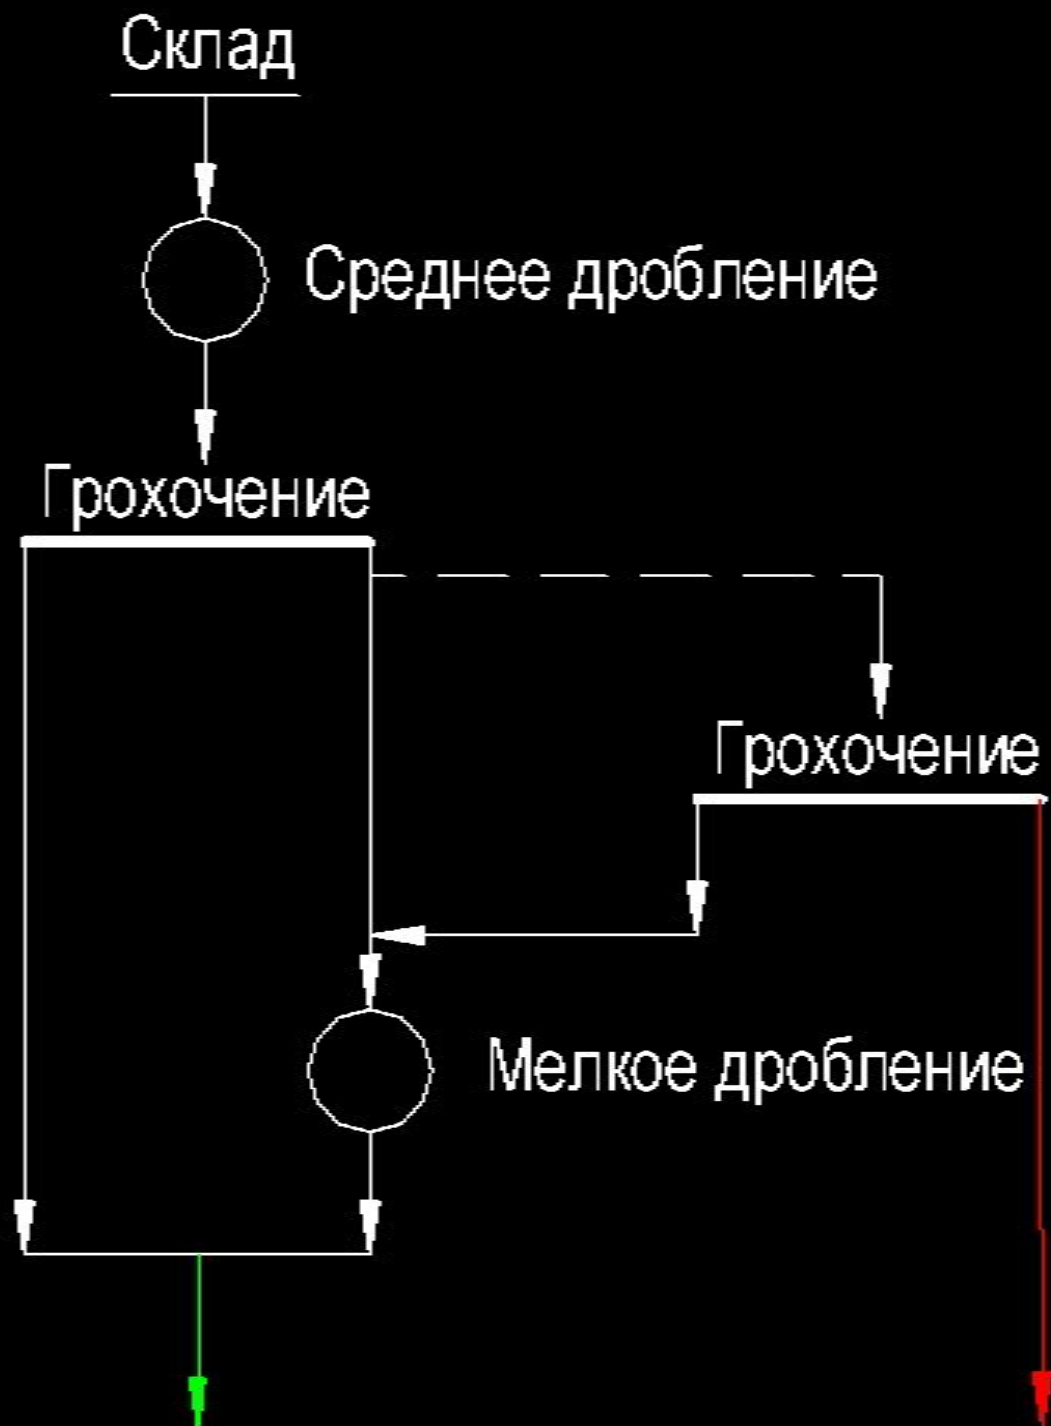 Склад
Среднее дробление
Грохочение
Грохочение
Мелкое дробление